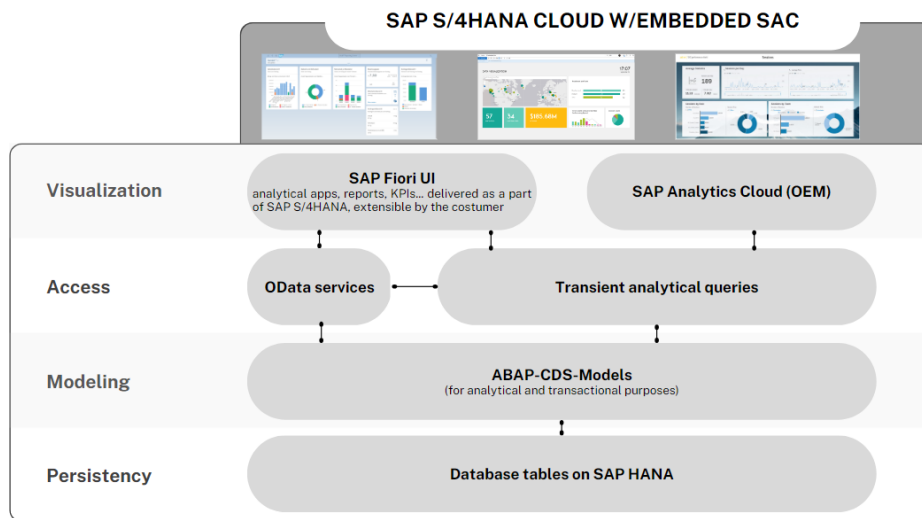 SAP S/4HANA CLOUD W/EMBEDDED SAC
Visualization
SAP Fiori UI
analytical apps, reports, KPIs... delivered as a part
of SAP S/4HANA, extensible by the costumer
SAP Analytics Cloud (OEM)
Access
OData services
Transient analytical queries
Modeling
ABAP-CDS-Models
(for analytical and transactional purposes)
Persistency
Database tables on SAP HANA